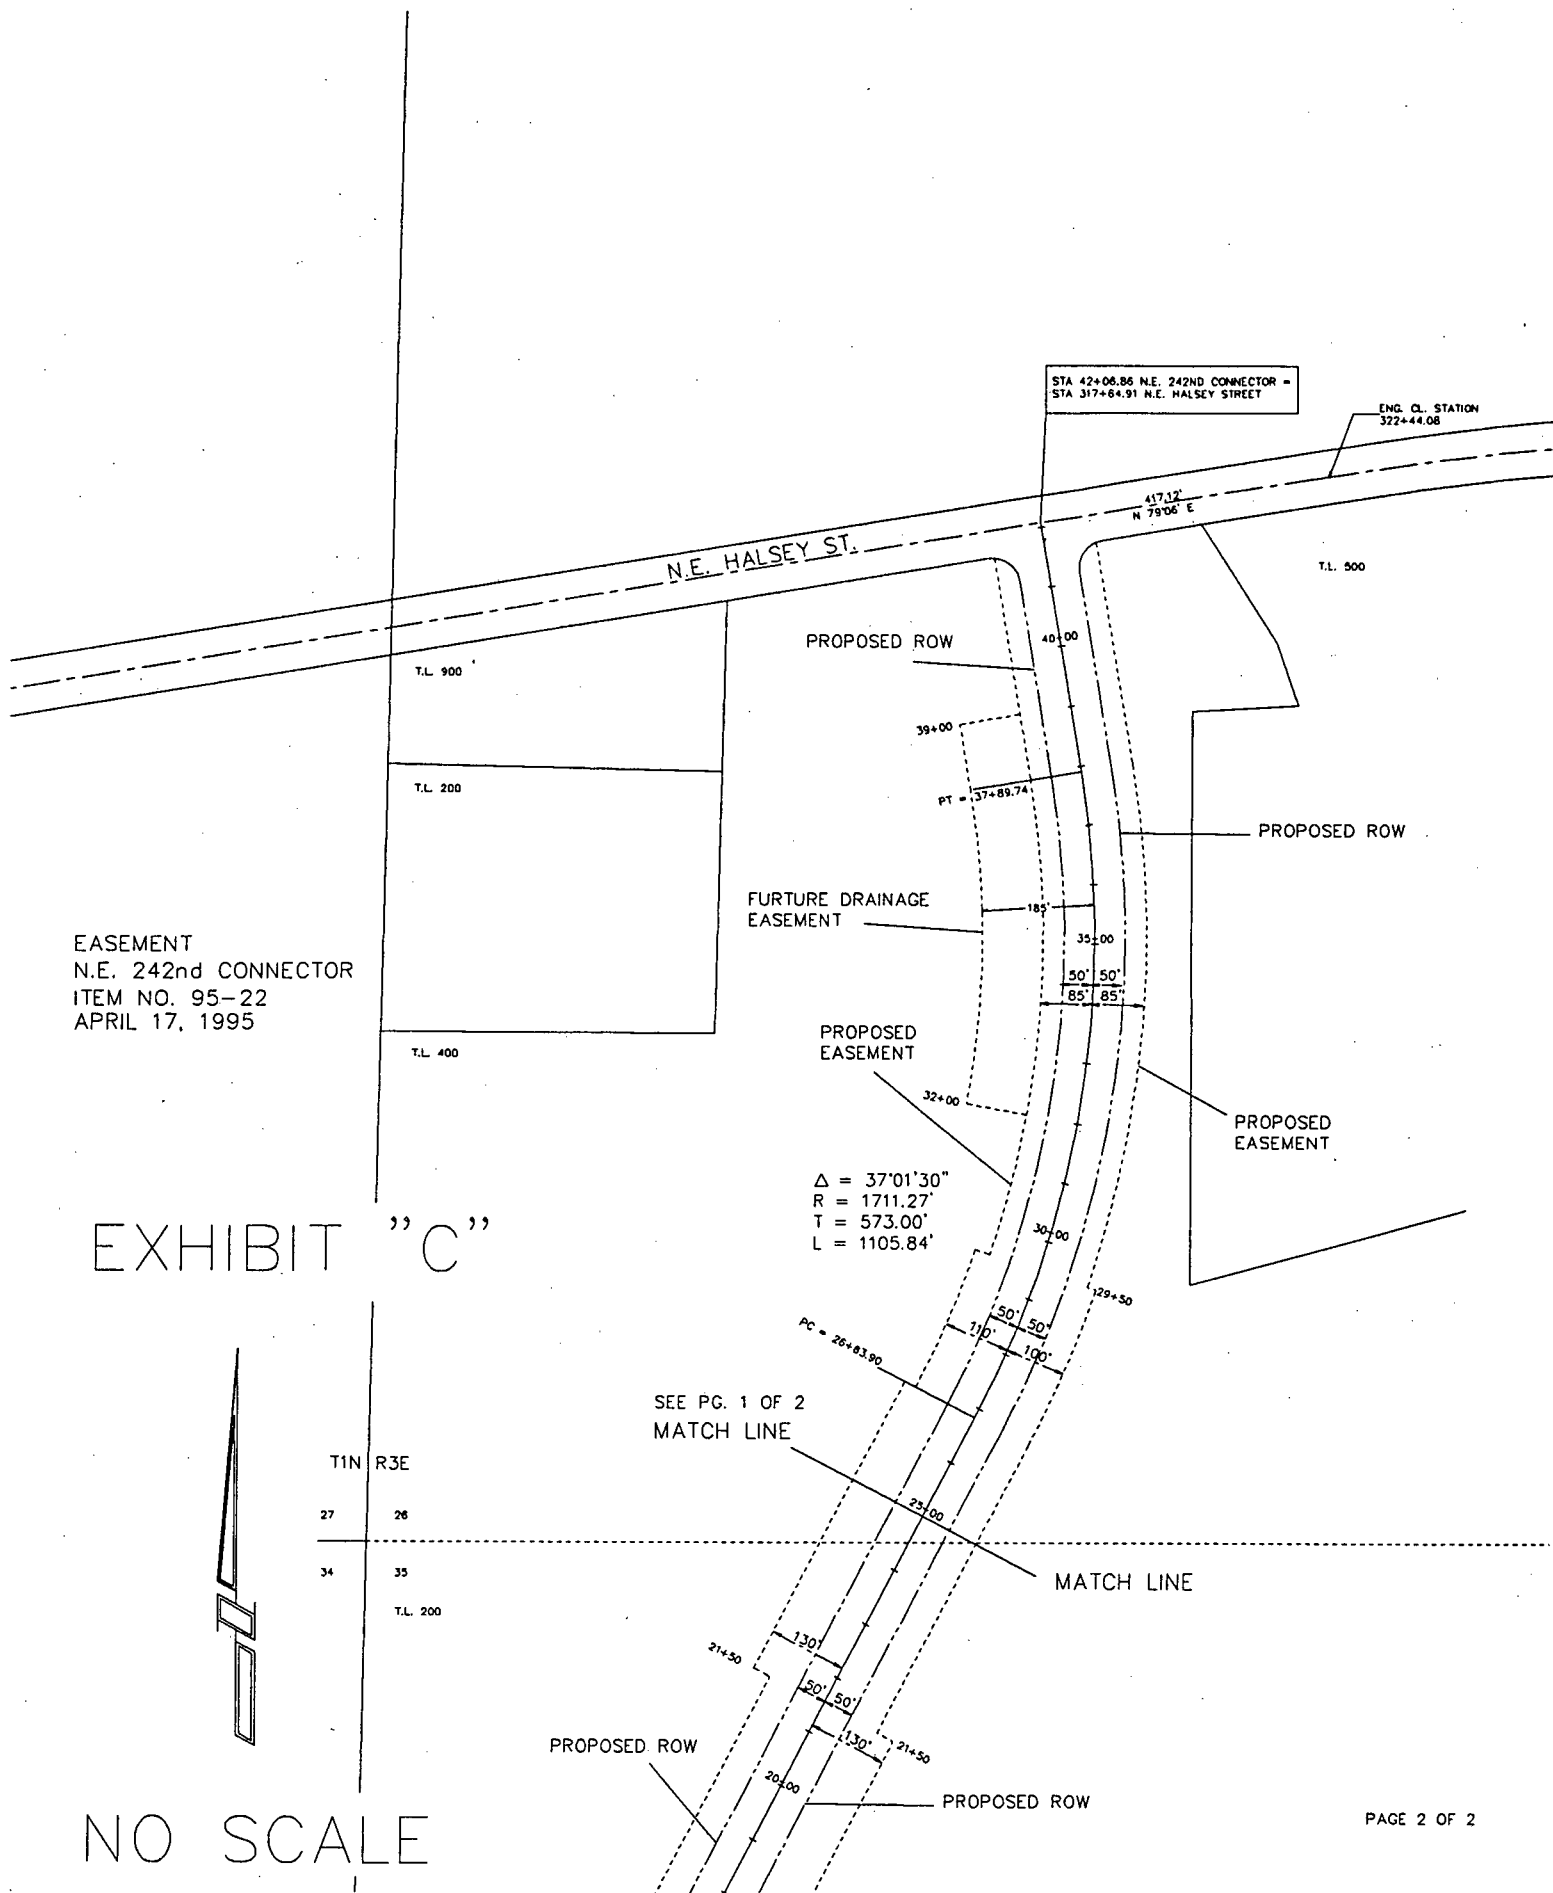 STA 42+06.86 N.E. 242ND CONNECTOR =
STA 317+64.91 N.E. HALSEY STREET
ENG. CL. STATION
322+44.08
417.12'
N 79°06' E
N.E. HALSEY ST.
T.L. 500
40+00
PROPOSED ROW
T.L. 900
39+00
T.L. 200
PT = 37+89.74
PROPOSED ROW
FURTURE DRAINAGE
EASEMENT
185'
35+00
EASEMENT
N.E. 242nd CONNECTOR
ITEM NO. 95-22
APRIL 17, 1995
50' 50'
85' 85'
PROPOSED
EASEMENT
T.L. 400
32+00
PROPOSED
EASEMENT
Δ = 37°01'30"
R = 1711.27'
T = 573.00'
L = 1105.84'
EXHIBIT "C"
30+00
29+50
50' 50'
110' 100'
PC = 26+83.90
SEE PG. 1 OF 2
MATCH LINE
T1N R3E
27 26
25+00
34 35
MATCH LINE
T.L. 200
130'
21+50
50' 50'
130'
21+50
PROPOSED ROW
20+00
PROPOSED ROW
NO SCALE
PAGE 2 OF 2